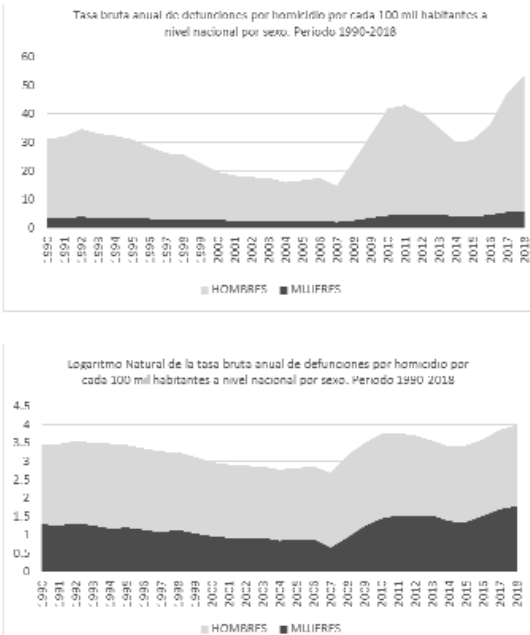 Tasa bruta anual de defunciones por homicidio por cada 100 mil habitantes a
nivel nacional por sexo. Periodo 1990-2018
60
50
40
30
20
10
0
1990 1991 1992 1993 1994 1995 1996 1997 1998 1999 2000 2001 2002 2003 2004 2005 2006 2007 2008 2009 2010 2011 2012 2013 2014 2015 2016 2017 2018
HOMBRES MUJERES
Logaritmo Natural de la tasa bruta anual de defunciones por homicidio por
cada 100 mil habitantes a nivel nacional por sexo. Periodo 1990 2018
4.5
4
3.5
3
2.5
2
1.5
1
0.5
0
1990 1991 1992 1993 1994 1995 1996 1997 1998 1999 2000 2001 2002 2003 2004 2005 2006 2007 2008 2009 2010 2011 2012 2013 2014 2015 2016 2017 2018
HOMBRES MUJERES